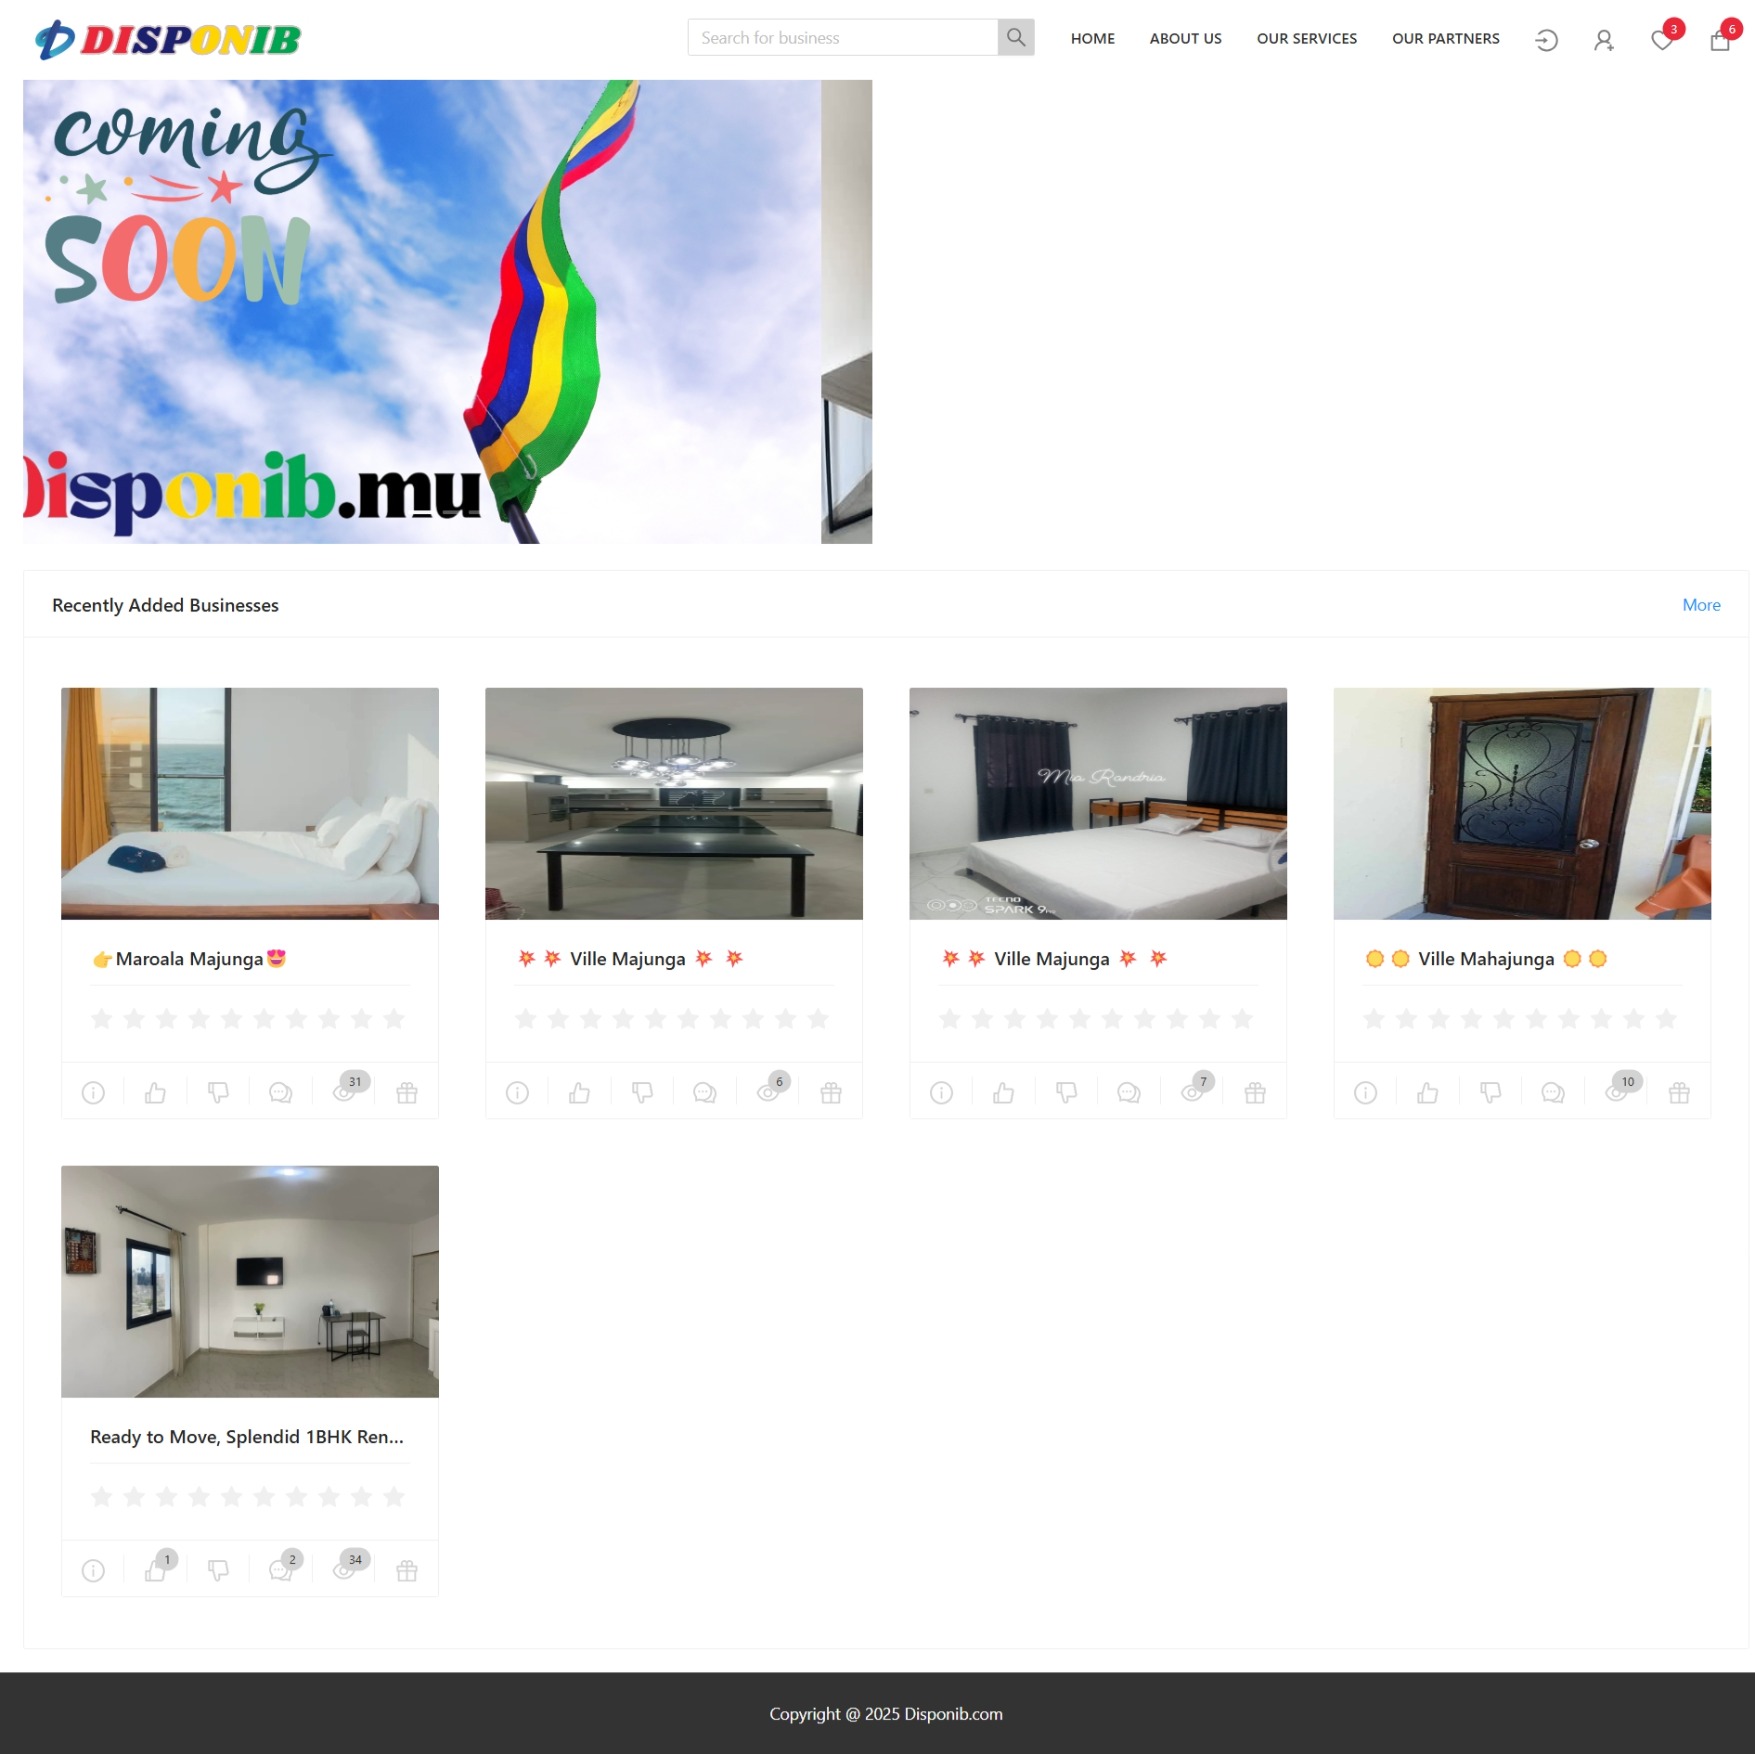 DISPONIB
Search for business
HOME
ABOUT US
OUR SERVICES
OUR PARTNERS
3
6
coming
SOON
Disponib.mu
Recently Added Businesses
More
Mia Randria
TECNO
SPARK 9
👉Maroala Majunga😍
💥 💥 Ville Majunga 💥 💥
💥 💥 Ville Majunga 💥 💥
🌼🌼 Ville Mahajunga 🌼🌼
31
6
7
10
Ready to Move, Splendid 1BHK Ren...
1
2
34
Copyright @ 2025 Disponib.com